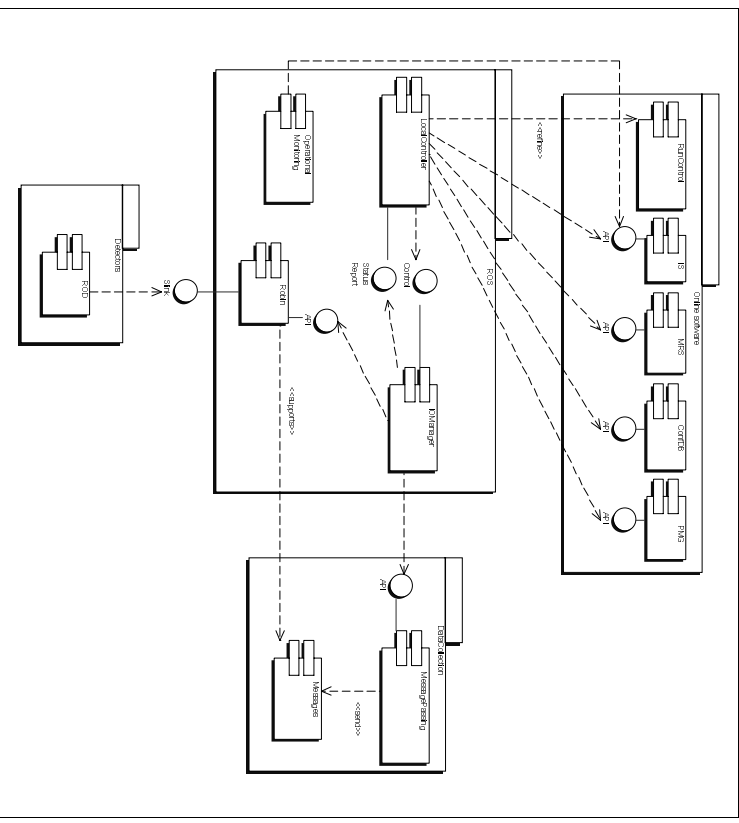 Online software
RunControl
IS
MRS
ConfDB
PMG
API
API
API
API
<<refine>>
ROS
LocalController
Control
Status
Report
IOManager
Operational
Monitoring
Robin
API
<<supports>>
Slink
Detectors
ROD
DataCollection
MessagePassing
API
<<send>>
Messages